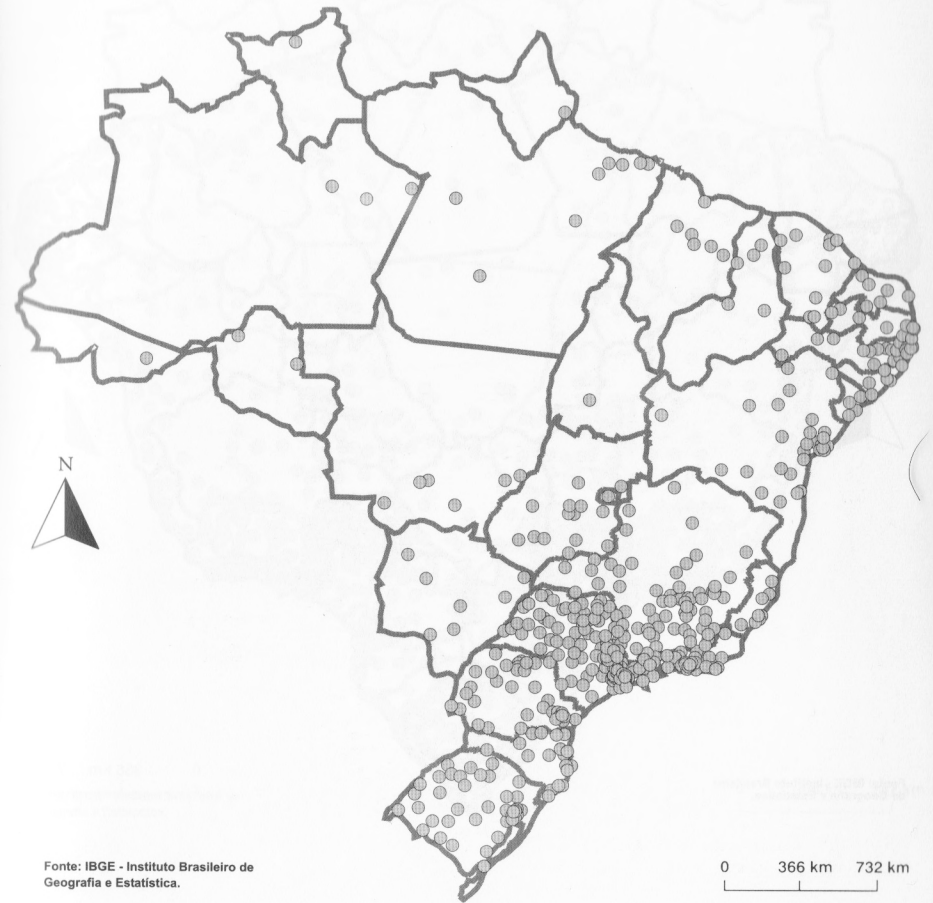 N
0 366 km 732 km
Fonte: IBGE - Instituto Brasileiro de
Geografia e Estatística.